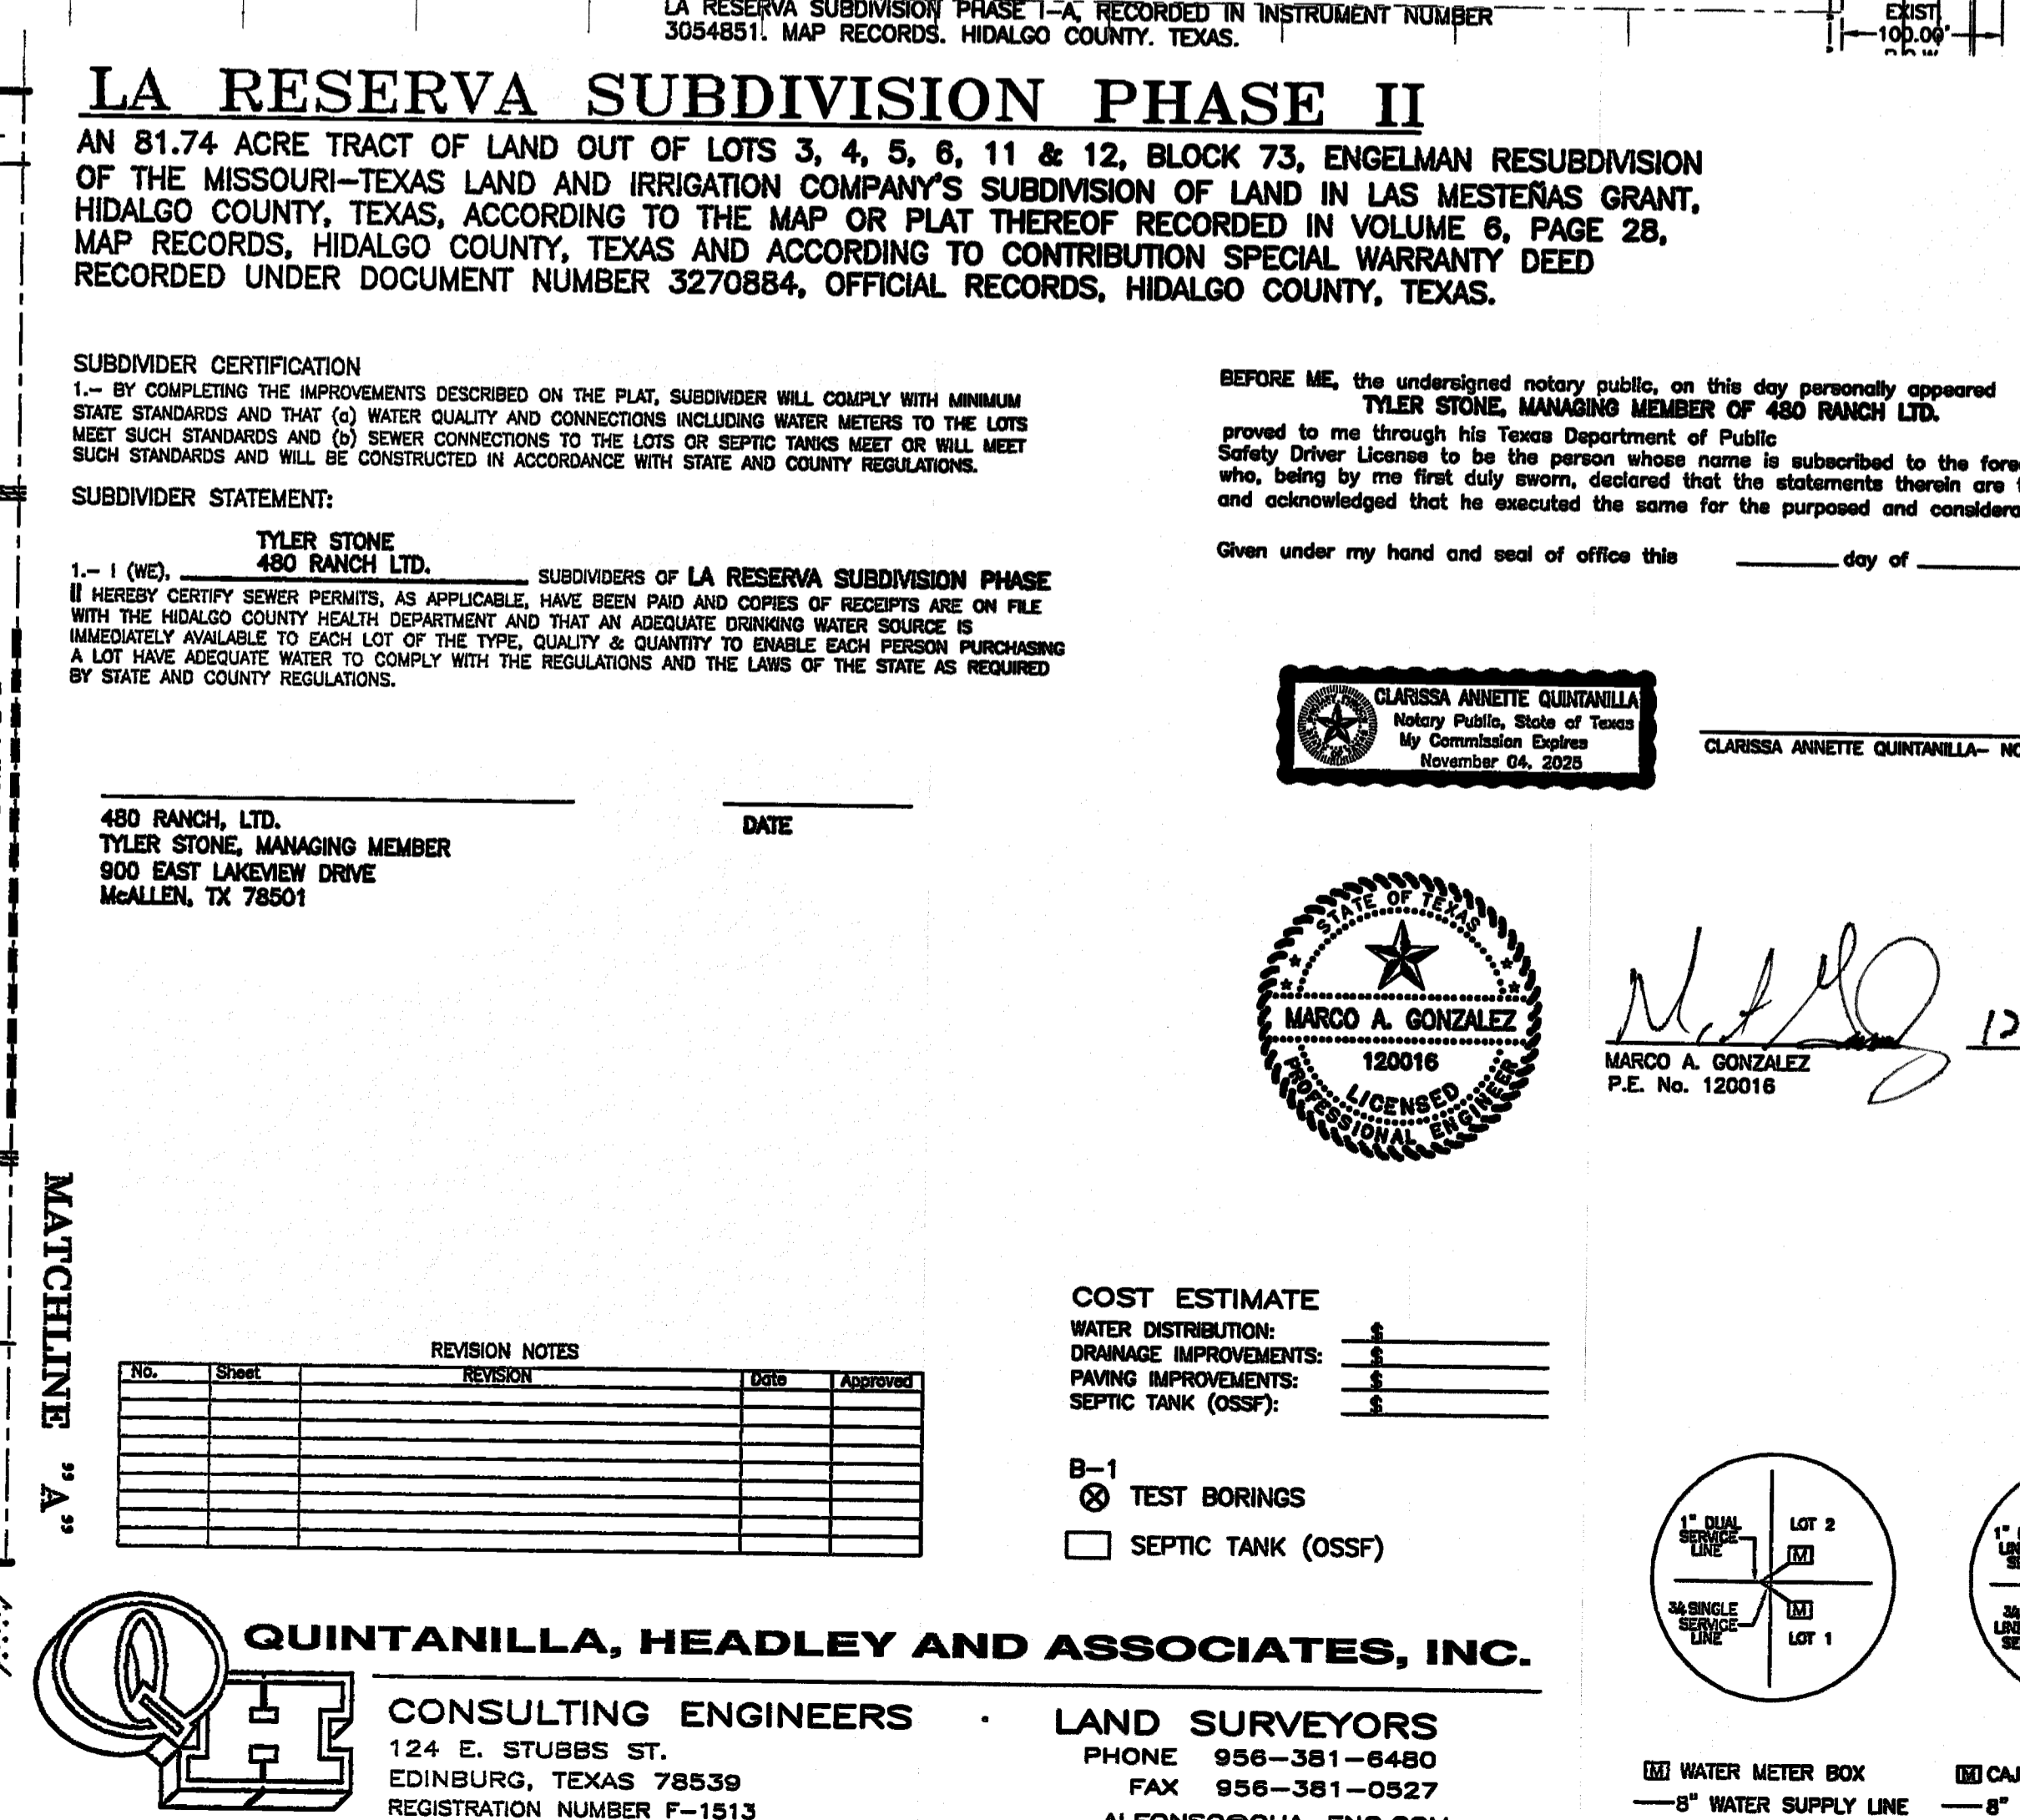 LA RESERVA SUBDIVISION PHASE I-A, RECORDED IN INSTRUMENT NUMBER
3054851. MAP RECORDS. HIDALGO COUNTY. TEXAS.
EXIST
100.00'
LA RESERVA SUBDIVISION PHASE II
AN 81.74 ACRE TRACT OF LAND OUT OF LOTS 3, 4, 5, 6, 11 & 12, BLOCK 73, ENGELMAN RESUBDIVISION
OF THE MISSOURI-TEXAS LAND AND IRRIGATION COMPANY'S SUBDIVISION OF LAND IN LAS MESTEÑAS GRANT,
HIDALGO COUNTY, TEXAS, ACCORDING TO THE MAP OR PLAT THEREOF RECORDED IN VOLUME 6, PAGE 28,
MAP RECORDS, HIDALGO COUNTY, TEXAS AND ACCORDING TO CONTRIBUTION SPECIAL WARRANTY DEED
RECORDED UNDER DOCUMENT NUMBER 3270884, OFFICIAL RECORDS, HIDALGO COUNTY, TEXAS.
SUBDIVIDER CERTIFICATION
1.- BY COMPLETING THE IMPROVEMENTS DESCRIBED ON THE PLAT, SUBDIVIDER WILL COMPLY WITH MINIMUM
STATE STANDARDS AND THAT (a) WATER QUALITY AND CONNECTIONS INCLUDING WATER METERS TO THE LOTS
MEET SUCH STANDARDS AND (b) SEWER CONNECTIONS TO THE LOTS OR SEPTIC TANKS MEET OR WILL MEET
SUCH STANDARDS AND WILL BE CONSTRUCTED IN ACCORDANCE WITH STATE AND COUNTY REGULATIONS.
SUBDIVIDER STATEMENT:
TYLER STONE
480 RANCH LTD.
1.- I (WE), SUBDIVIDERS OF LA RESERVA SUBDIVISION PHASE
II HEREBY CERTIFY SEWER PERMITS, AS APPLICABLE, HAVE BEEN PAID AND COPIES OF RECEIPTS ARE ON FILE
WITH THE HIDALGO COUNTY HEALTH DEPARTMENT AND THAT AN ADEQUATE DRINKING WATER SOURCE IS
IMMEDIATELY AVAILABLE TO EACH LOT OF THE TYPE, QUALITY & QUANTITY TO ENABLE EACH PERSON PURCHASING
A LOT HAVE ADEQUATE WATER TO COMPLY WITH THE REGULATIONS AND THE LAWS OF THE STATE AS REQUIRED
BY STATE AND COUNTY REGULATIONS.
480 RANCH, LTD.
TYLER STONE, MANAGING MEMBER
900 EAST LAKEVIEW DRIVE
McALLEN, TX 78501
DATE
BEFORE ME, the undersigned notary public, on this day personally appeared
TYLER STONE, MANAGING MEMBER OF 480 RANCH LTD.
proved to me through his Texas Department of Public
Safety Driver License to be the person whose name is subscribed to the fore
who, being by me first duly sworn, declared that the statements therein are
and acknowledged that he executed the same for the purposed and considera
Given under my hand and seal of office this day of
CLARISSA ANNETTE QUINTANILLA
Notary Public, State of Texas
My Commission Expires
November 04, 2025
CLARISSA ANNETTE QUINTANILLA- NO
STATE OF TEXAS
MARCO A. GONZALEZ
120016
LICENSED
PROFESSIONAL ENGINEER
12
MARCO A. GONZALEZ
P.E. No. 120016
MATCHLINE "A"
REVISION NOTES
No. Sheet REVISION Date Approved
COST ESTIMATE
WATER DISTRIBUTION: $
DRAINAGE IMPROVEMENTS: $
PAVING IMPROVEMENTS: $
SEPTIC TANK (OSSF): $
B-1
TEST BORINGS
SEPTIC TANK (OSSF)
1" DUAL
SERVICE
LINE
LOT 2
M
3/4 SINGLE
SERVICE
LINE
M
LOT 1
M WATER METER BOX
8" WATER SUPPLY LINE
M CAJ
8"
QH
QUINTANILLA, HEADLEY AND ASSOCIATES, INC.
CONSULTING ENGINEERS · LAND SURVEYORS
124 E. STUBBS ST.
EDINBURG, TEXAS 78539
REGISTRATION NUMBER F-1513
PHONE 956-381-6480
FAX 956-381-0527